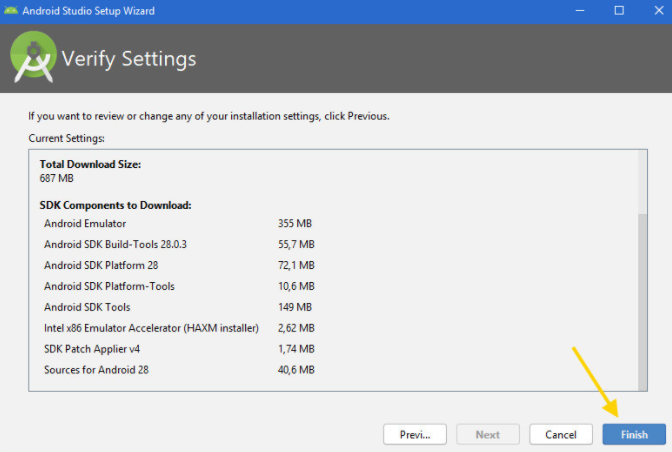 Android Studio Setup Wizard
Verify Settings
If you want to review or change any of your installation settings, click Previous.
Current Settings:
Total Download Size:
687 MB
SDK Components to Download:
Android Emulator 355 MB
Android SDK Build-Tools 28.0.3 55,7 MB
Android SDK Platform 28 72,1 MB
Android SDK Platform-Tools 10,6 MB
Android SDK Tools 149 MB
Intel x86 Emulator Accelerator (HAXM installer) 2,62 MB
SDK Patch Applier v4 1,74 MB
Sources for Android 28 40,6 MB
Previ... Next Cancel Finish